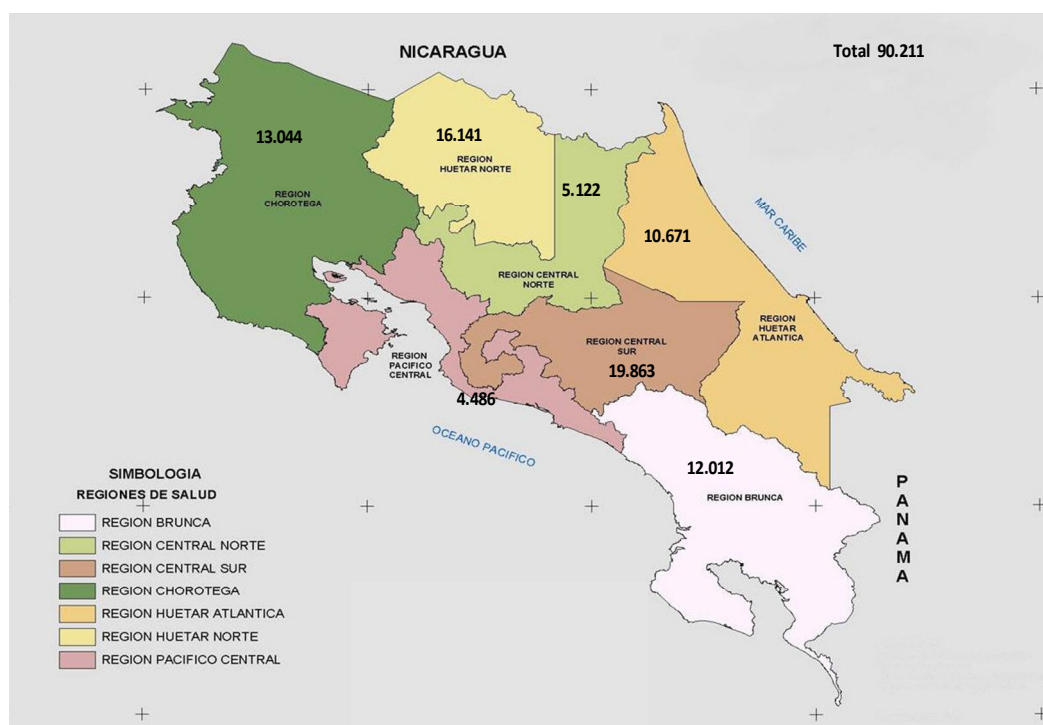 NICARAGUA
Total 90.211
13.044
REGION
CHOROTEGA
16.141
REGION
HUETAR NORTE
5.122
10.671
MAR CARIBE
REGION CENTRAL
NORTE
REGION
HUETAR
ATLANTICA
REGION CENTRAL
SUR
19.863
REGION
PACIFICO
CENTRAL
4.486
OCEANO PACIFICO
12.012
REGION BRUNCA
PANAMA
SIMBOLOGIA
REGIONES DE SALUD
REGION BRUNCA
REGION CENTRAL NORTE
REGION CENTRAL SUR
REGION CHOROTEGA
REGION HUETAR ATLANTICA
REGION HUETAR NORTE
REGION PACIFICO CENTRAL